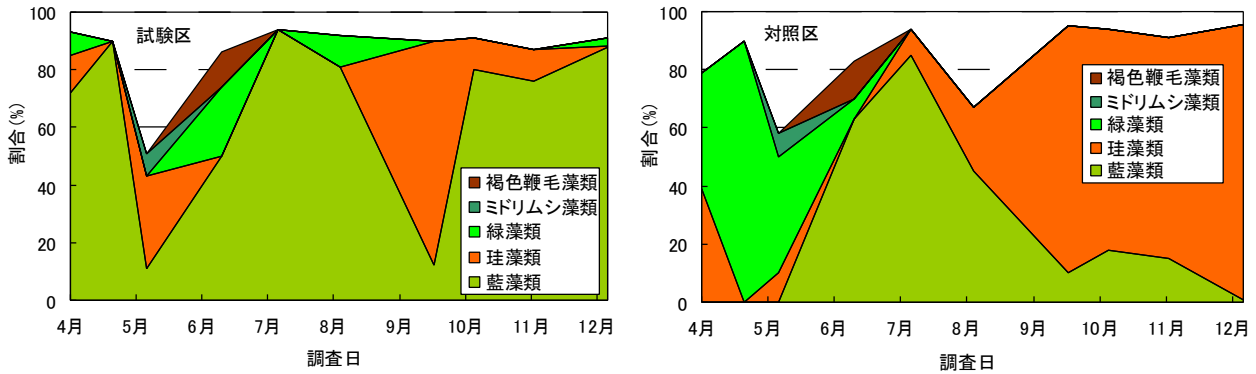 試験区
割合(%)
100
80
60
40
20
0
褐色鞭毛藻類
ミドリムシ藻類
緑藻類
珪藻類
藍藻類
4月 5月 6月 7月 8月 9月 10月 11月 12月
調査日
対照区
割合(%)
100
80
60
40
20
0
褐色鞭毛藻類
ミドリムシ藻類
緑藻類
珪藻類
藍藻類
4月 5月 6月 7月 8月 9月 10月 11月 12月
調査日